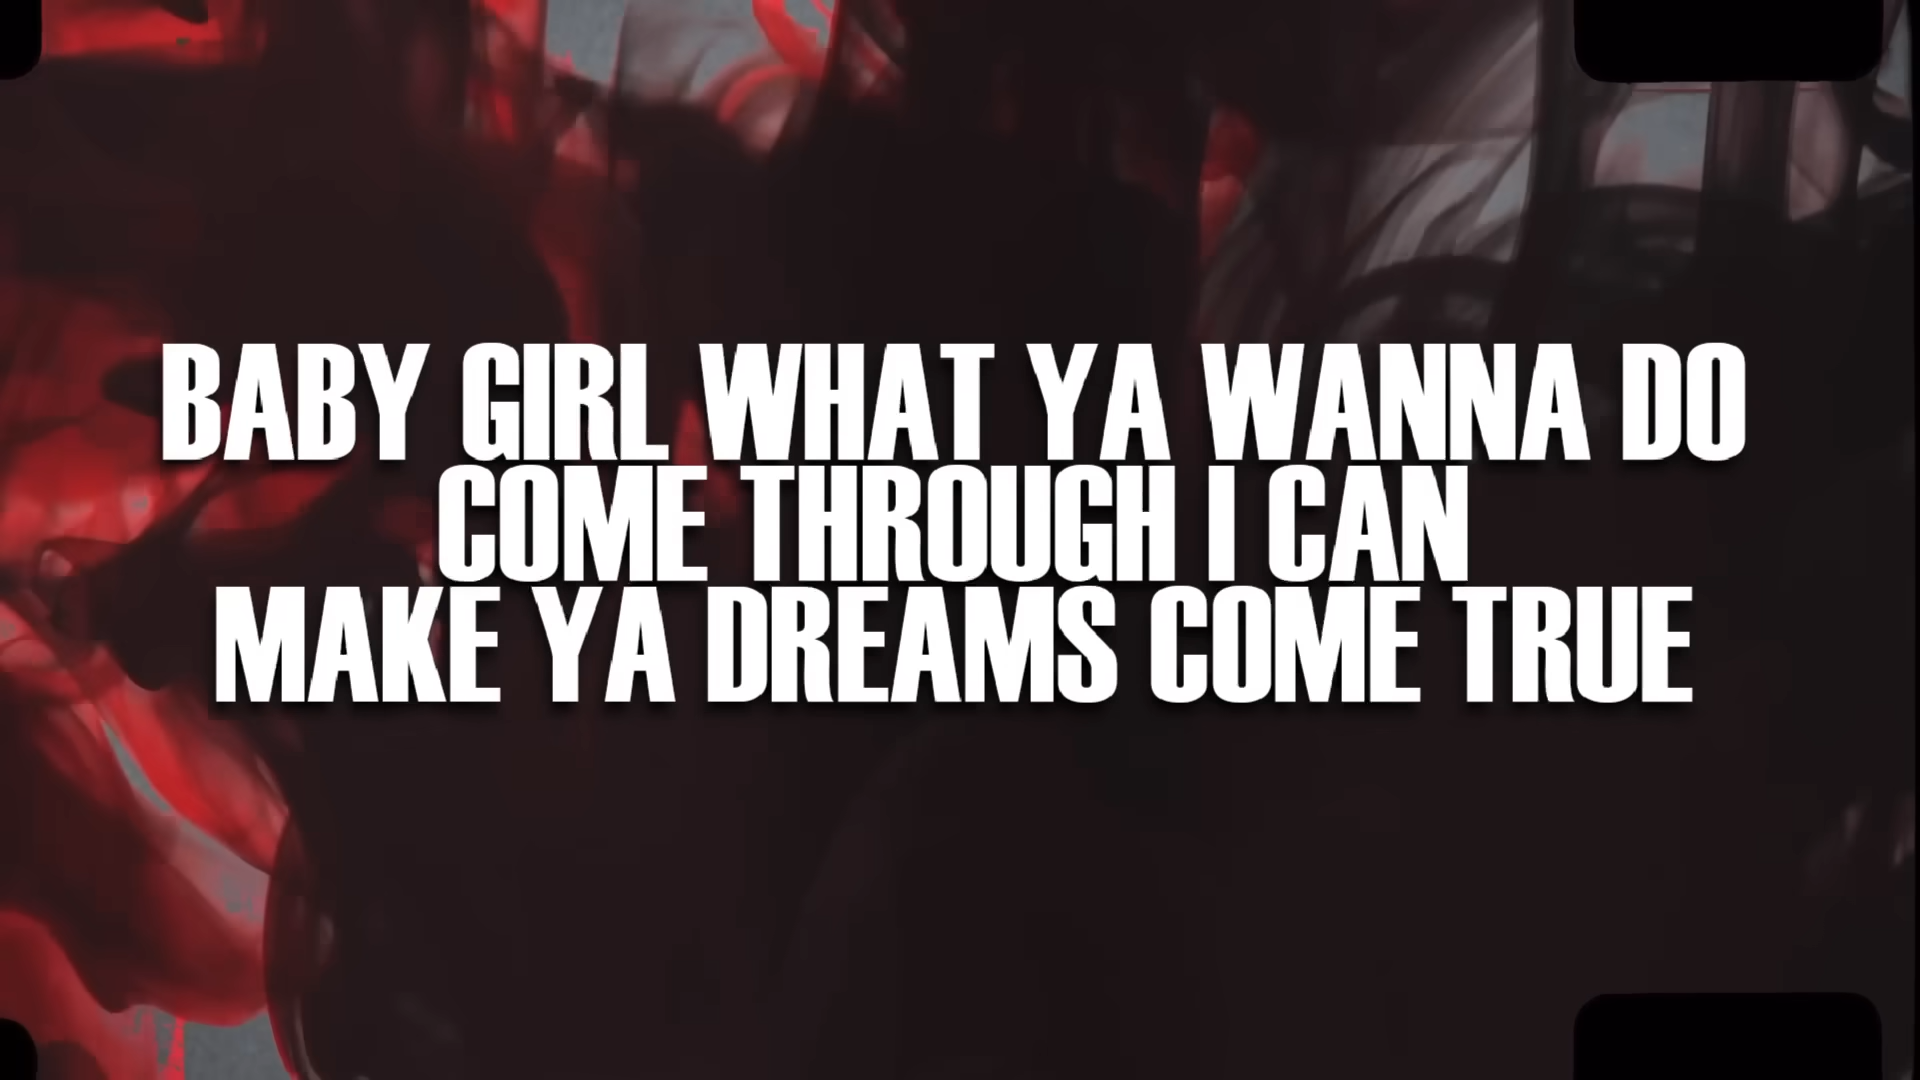 BABY GIRL WHAT YA WANNA DO
COME THROUGH I CAN
MAKE YA DREAMS COME TRUE